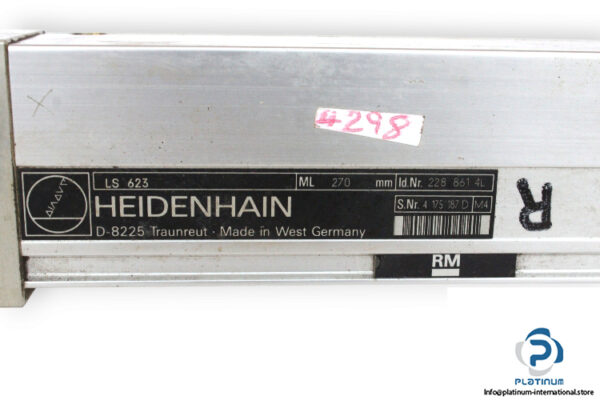 4298
LS 623 ML 270 mm Id.Nr. 228 861 4L
HEIDENHAIN
S.Nr. 4 175 187 D M4
D-8225 Traunreut · Made in West Germany
R
RM
PLATINUM
Info@platinum-international.store